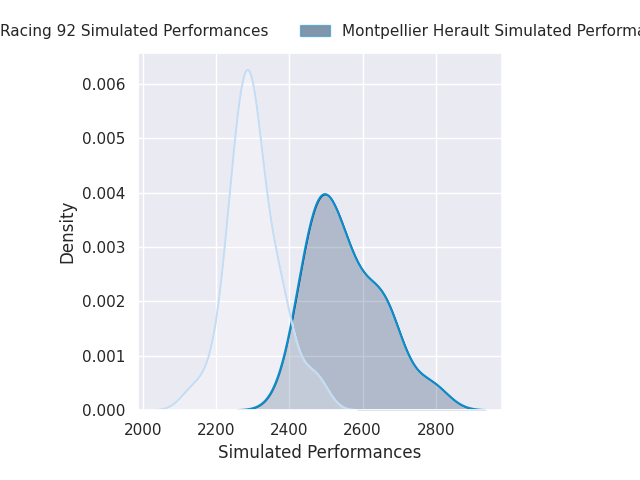 Racing 92 Simulated Performances
Montpellier Herault Simulated Performa
0.006
0.005
0.004
0.003
0.002
0.001
0.000
Density
2000 2200 2400 2600 2800
Simulated Performances